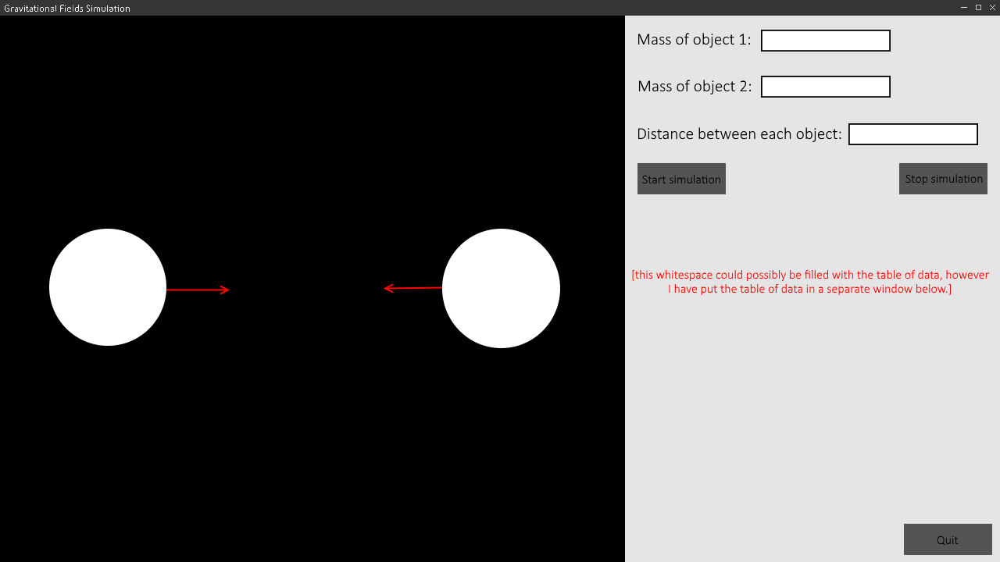 Gravitational Fields Simulation
Mass of object 1:
Mass of object 2:
Distance between each object:
Start simulation
Stop simulation
[this whitespace could possibly be filled with the table of data, however
I have put the table of data in a separate window below.]
Quit